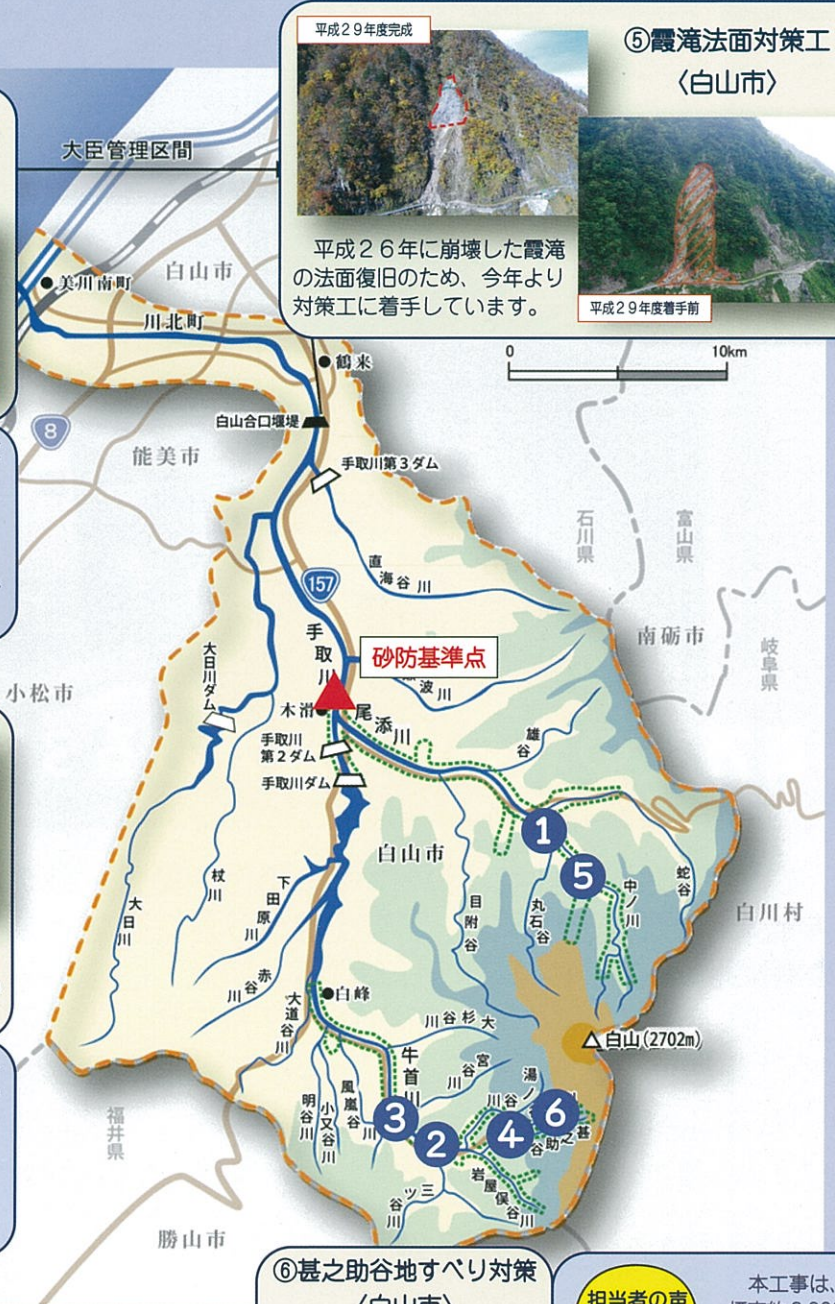 平成29年度完成
⑤霞滝法面対策工
〈白山市〉
平成26年に崩壊した霞滝
の法面復旧のため、今年より
対策工に着手しています。
平成29年度着手前
大臣管理区間
美川南町
白山市
川北町
鶴来
0
10km
白山合口堰堤
8
能美市
手取川第3ダム
石川県
富山県
直海谷川
157
手取川
砂防基準点
波川
南砺市
岐阜県
小松市
大日川ダム
木滑
尾添川
雄谷
手取川
第2ダム
手取川ダム
1
白山市
5
中ノ川
蛇谷
丸石谷
目附谷
白川村
大日川
杖川
下田原川
赤谷川
白峰
大道谷川
大杉谷川
白山(2702m)
牛首川
宮谷川
湯ノ谷川
福井県
明谷川
小又谷川
風嵐谷川
3
2
4
6
甚之助谷
岩屋俣谷川
三ツ谷川
勝山市
⑥甚之助谷地すべり対策
〈白山市〉
担当者の声
本工事は、